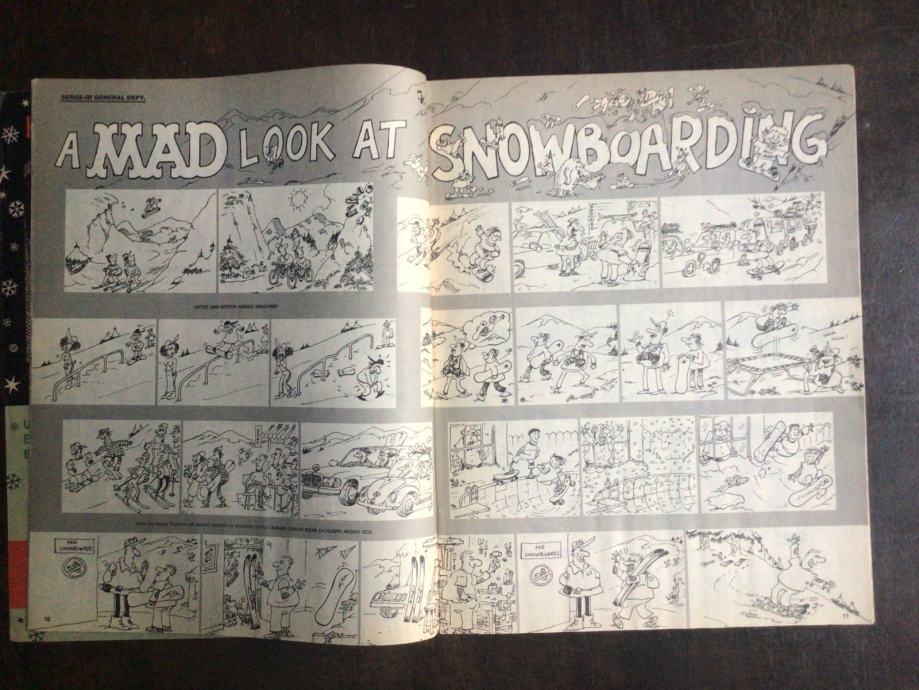 SERGE-IN GENERAL DEPT.
A MAD LOOK AT SNOWBOARDING
ARTIST AND WRITER: SERGIO ARAGONES
NO
SNOWBOARDS
NO
SNOWBOARDS
10
11